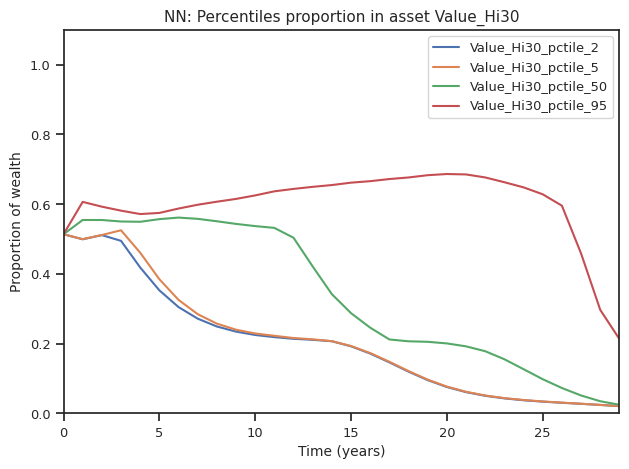 NN: Percentiles proportion in asset Value_Hi30
Value_Hi30_pctile_2
Value_Hi30_pctile_5
Value_Hi30_pctile_50
Value_Hi30_pctile_95
Proportion of wealth
1.0
0.8
0.6
0.4
0.2
0.0
0 5 10 15 20 25
Time (years)